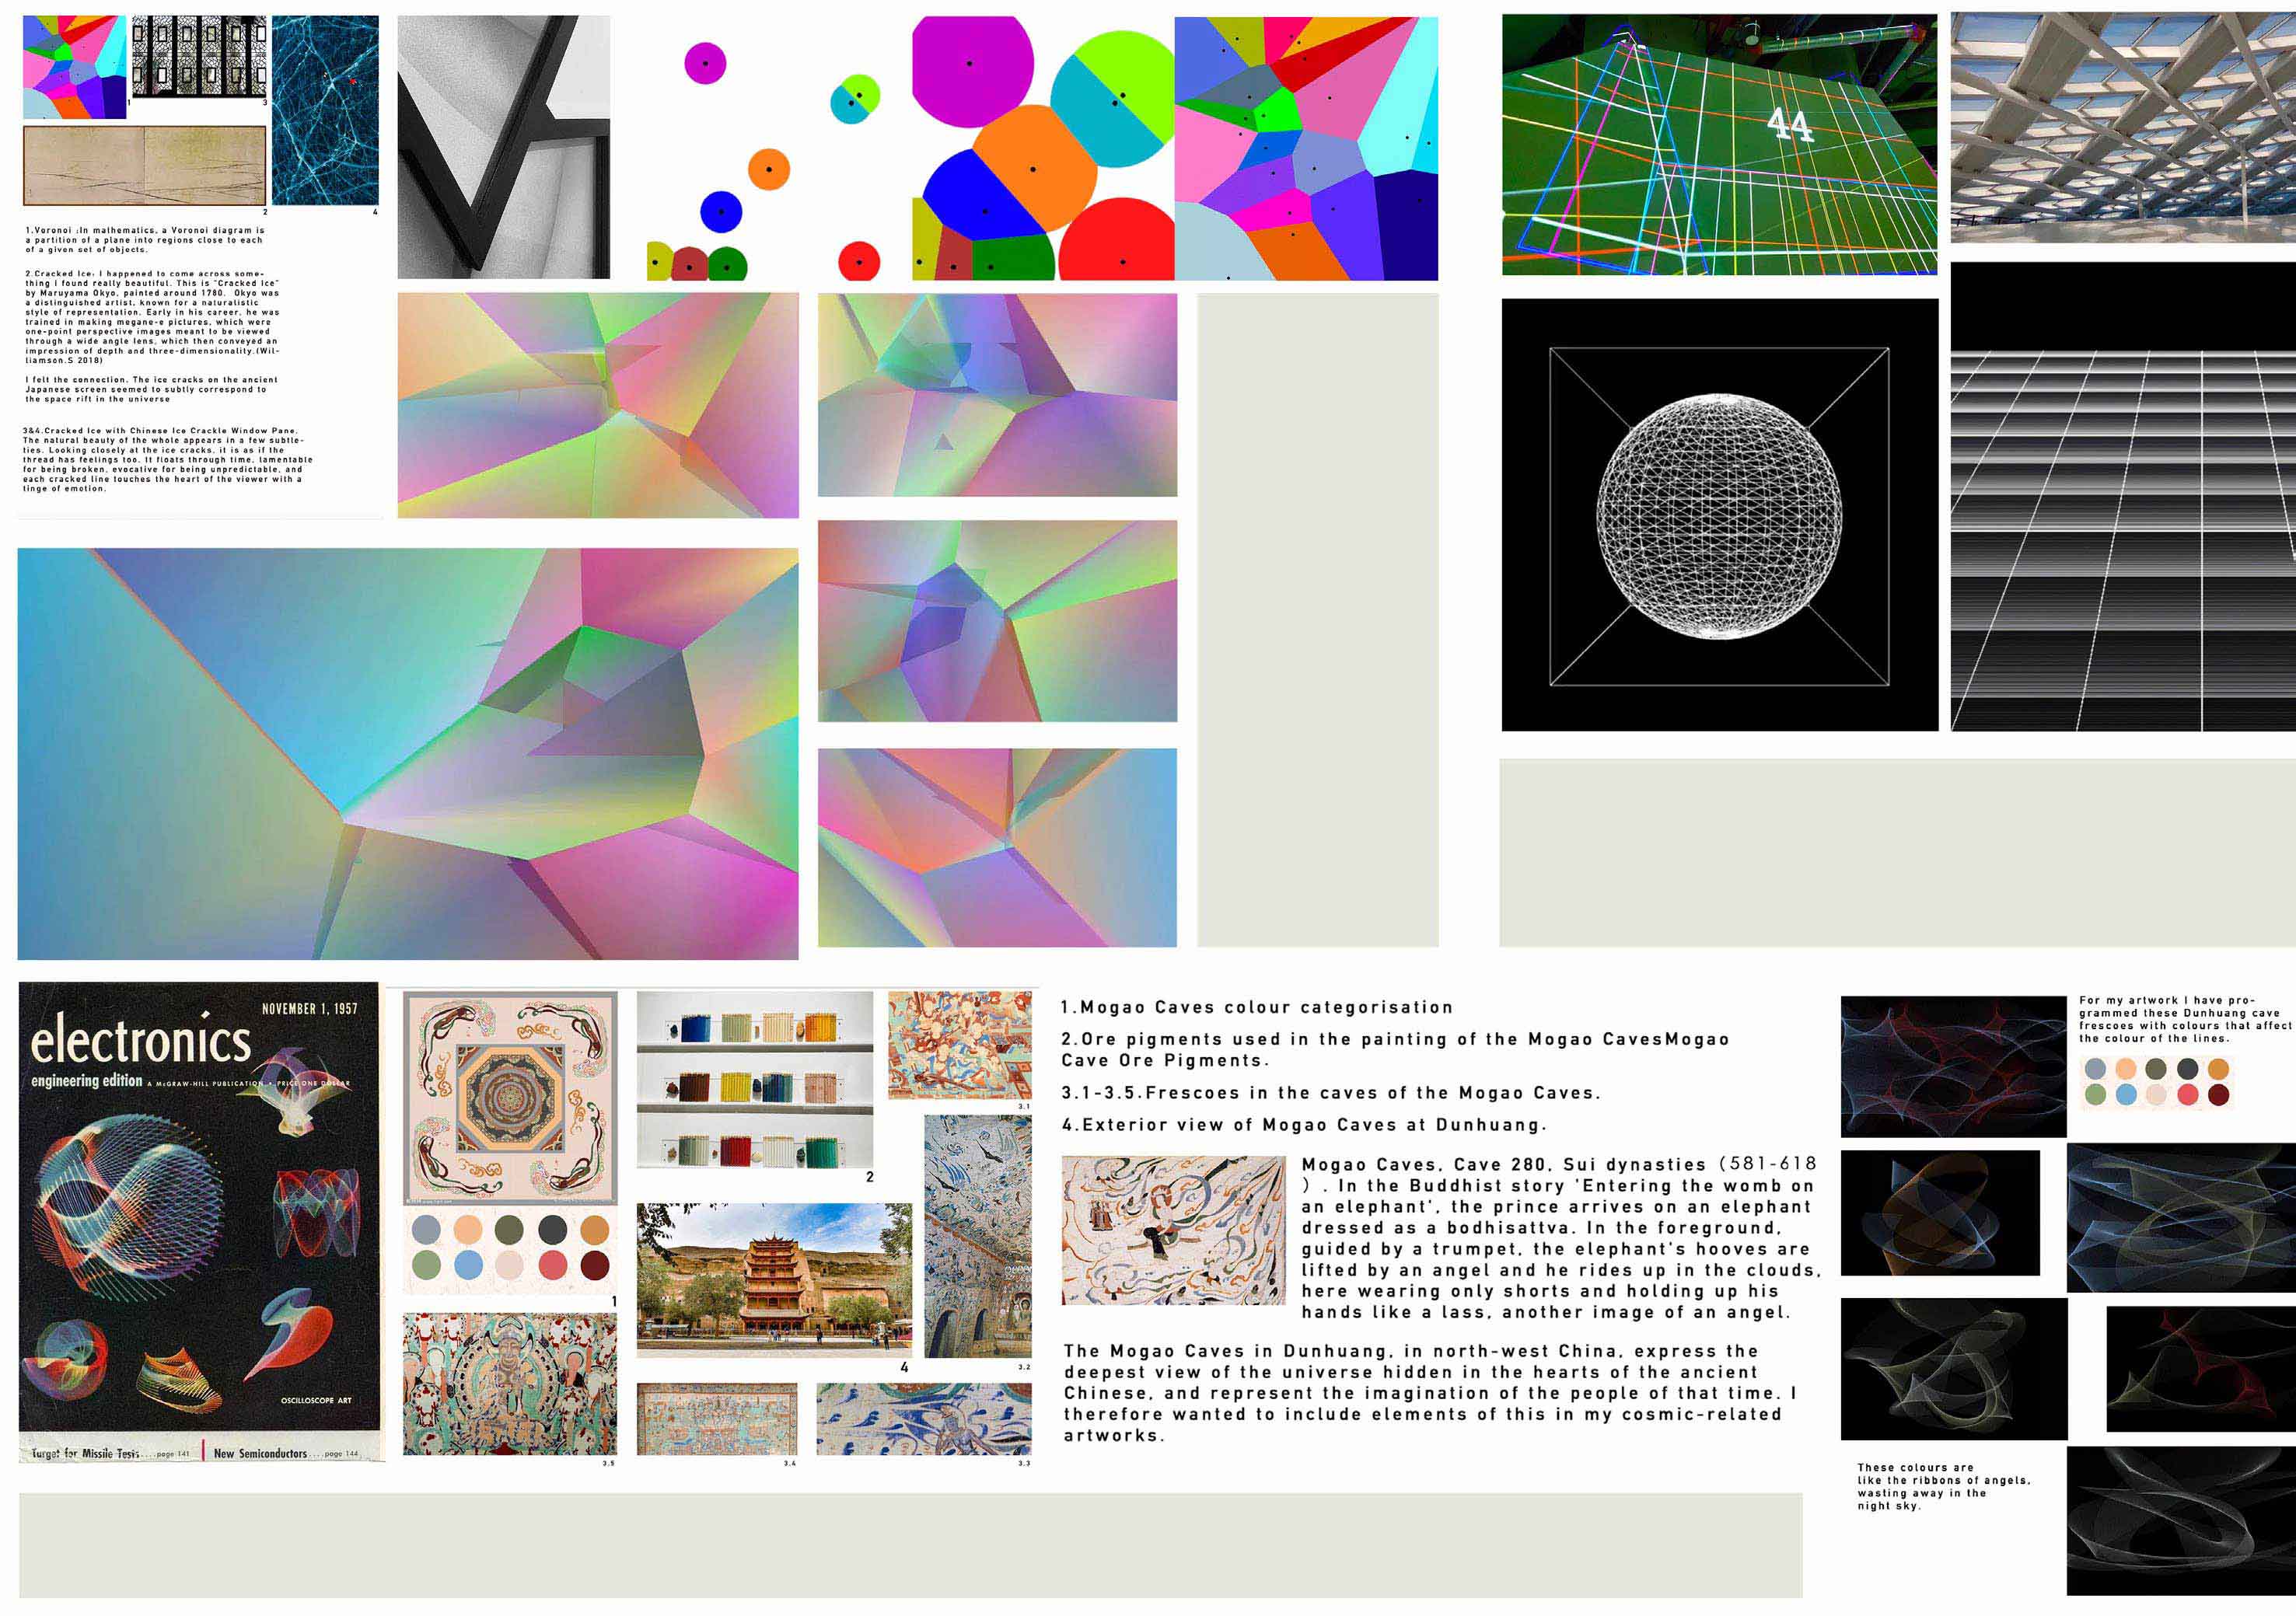 1
3
2
4
1.Voronoi :In mathematics, a Voronoi diagram is
a partition of a plane into regions close to each
of a given set of objects.
2.Cracked Ice: I happened to come across some-
thing I found really beautiful. This is "Cracked Ice"
by Maruyama Okyo, painted around 1780. Okyo was
a distinguished artist, known for a naturalistic
style of representation. Early in his career, he was
trained in making megane-e pictures, which were
one-point perspective images meant to be viewed
through a wide angle lens, which then conveyed an
impression of depth and three-dimensionality.(Wil-
liamson.S 2018)
I felt the connection. The ice cracks on the ancient
Japanese screen seemed to subtly correspond to
the space rift in the universe
3&4.Cracked Ice with Chinese Ice Crackle Window Pane.
The natural beauty of the whole appears in a few subtle-
ties. Looking closely at the ice cracks, it is as if the
thread has feelings too. It floats through time, lamentable
for being broken, evocative for being unpredictable, and
each cracked line touches the heart of the viewer with a
tinge of emotion.
44
NOVEMBER 1, 1957
electronics
engineering edition A McGRAW-HILL PUBLICATION • PRICE ONE DOLLAR
OSCILLOSCOPE ART
Target for Missile Tests....page 141
New Semiconductors....page 144
1
2
3.1
3.2
4
3.5
3.4
3.3
1.Mogao Caves colour categorisation
2.Ore pigments used in the painting of the Mogao CavesMogao
Cave Ore Pigments.
3.1-3.5.Frescoes in the caves of the Mogao Caves.
4.Exterior view of Mogao Caves at Dunhuang.
Mogao Caves, Cave 280, Sui dynasties (581-618
) . In the Buddhist story 'Entering the womb on
an elephant', the prince arrives on an elephant
dressed as a bodhisattva. In the foreground,
guided by a trumpet, the elephant's hooves are
lifted by an angel and he rides up in the clouds,
here wearing only shorts and holding up his
hands like a lass, another image of an angel.
The Mogao Caves in Dunhuang, in north-west China, express the
deepest view of the universe hidden in the hearts of the ancient
Chinese, and represent the imagination of the people of that time. I
therefore wanted to include elements of this in my cosmic-related
artworks.
For my artwork I have pro-
grammed these Dunhuang cave
frescoes with colours that affect
the colour of the lines.
These colours are
like the ribbons of angels,
wasting away in the
night sky.